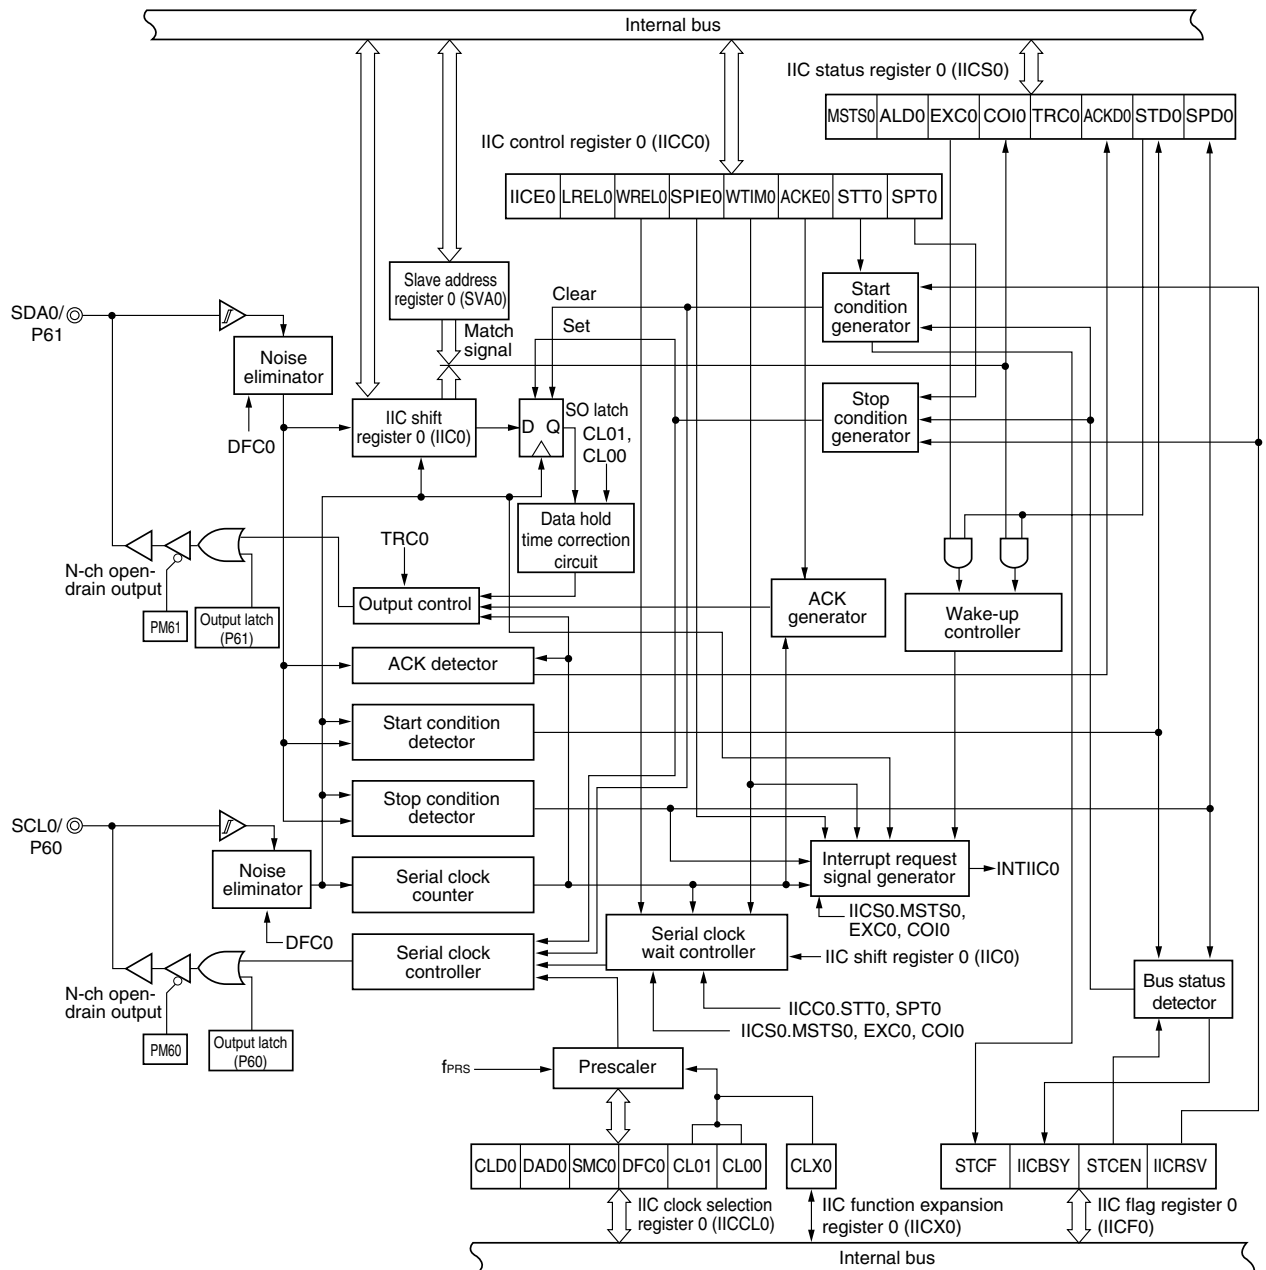 Internal bus
IIC status register 0 (IICS0)
MSTS0 ALD0 EXC0 COI0 TRC0 ACKD0 STD0 SPD0
IIC control register 0 (IICC0)
IICE0 LREL0 WREL0 SPIE0 WTIM0 ACKE0 STT0 SPT0
Slave address
register 0 (SVA0)
Clear
Set
Match
signal
Start
condition
generator
SDA0/
P61
Noise
eliminator
DFC0
IIC shift
register 0 (IIC0)
D Q
SO latch
CL01,
CL00
Stop
condition
generator
Data hold
time correction
circuit
TRC0
N-ch open-
drain output
PM61
Output latch
(P61)
Output control
ACK
generator
Wake-up
controller
ACK detector
Start condition
detector
Stop condition
detector
SCL0/
P60
Noise
eliminator
DFC0
Serial clock
counter
Interrupt request
signal generator
INTIIC0
IICS0.MSTS0,
EXC0, COI0
Serial clock
controller
Serial clock
wait controller
IIC shift register 0 (IIC0)
Bus status
detector
N-ch open-
drain output
PM60
Output latch
(P60)
IICC0.STT0, SPT0
IICS0.MSTS0, EXC0, COI0
fPRS
Prescaler
CLD0 DAD0 SMC0 DFC0 CL01 CL00
CLX0
STCF IICBSY STCEN IICRSV
IIC clock selection
register 0 (IICCL0)
IIC function expansion
register 0 (IICX0)
IIC flag register 0
(IICF0)
Internal bus